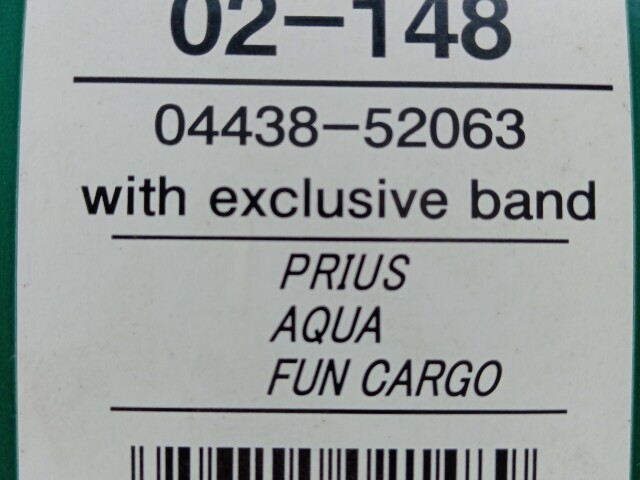 02-148
04438-52063
with exclusive band
PRIUS
AQUA
FUN CARGO